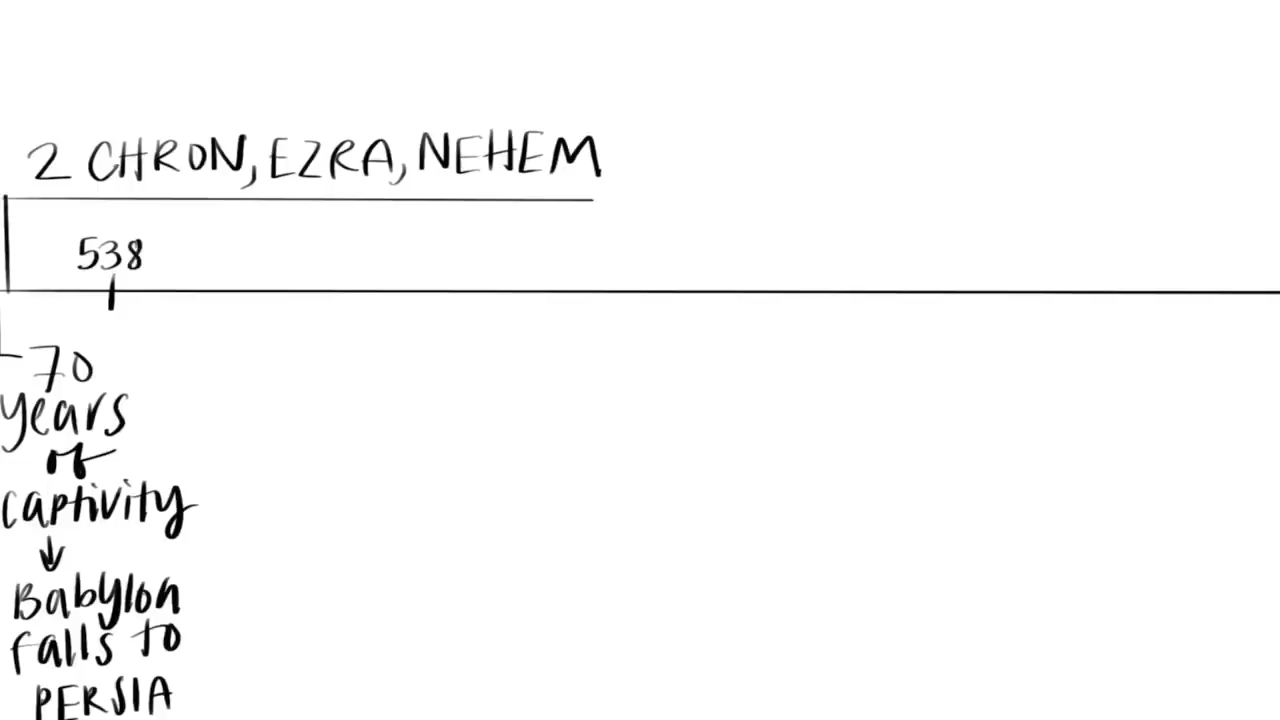 2 CHRON, EZRA, NEHEM
538
70
years
of
captivity
Babylon
falls to
PERSIA